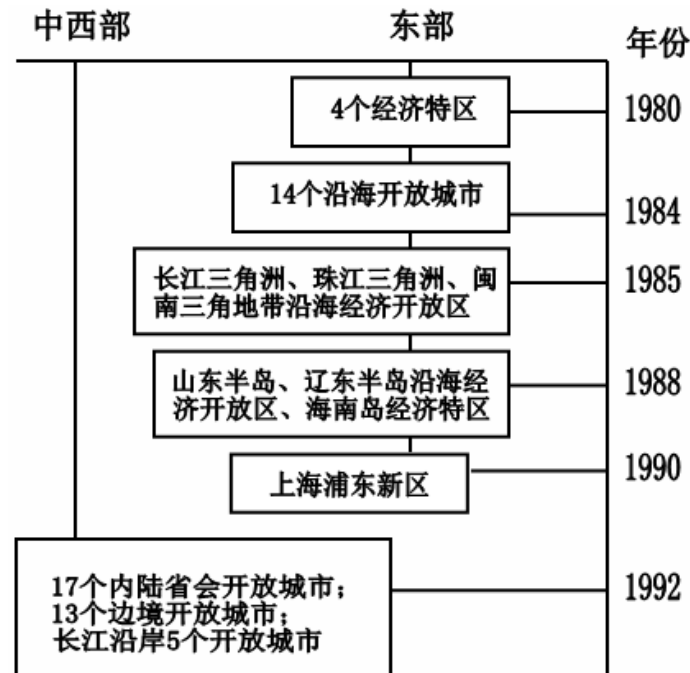 中西部
东部
年份
4个经济特区
1980
14个沿海开放城市
1984
长江三角洲、珠江三角洲、闽
南三角地带沿海经济开放区
1985
山东半岛、辽东半岛沿海经
济开放区、海南岛经济特区
1988
上海浦东新区
1990
17个内陆省会开放城市；
13个边境开放城市；
长江沿岸5个开放城市
1992